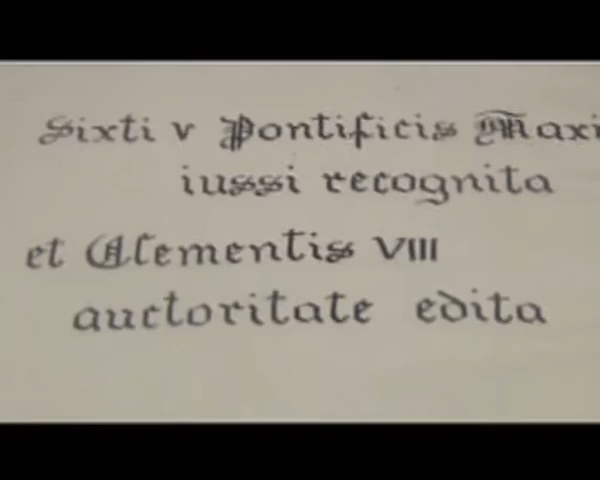 Sixti v Pontificis Maxi
iussi recognita
et Clementis VIII
auctoritate edita